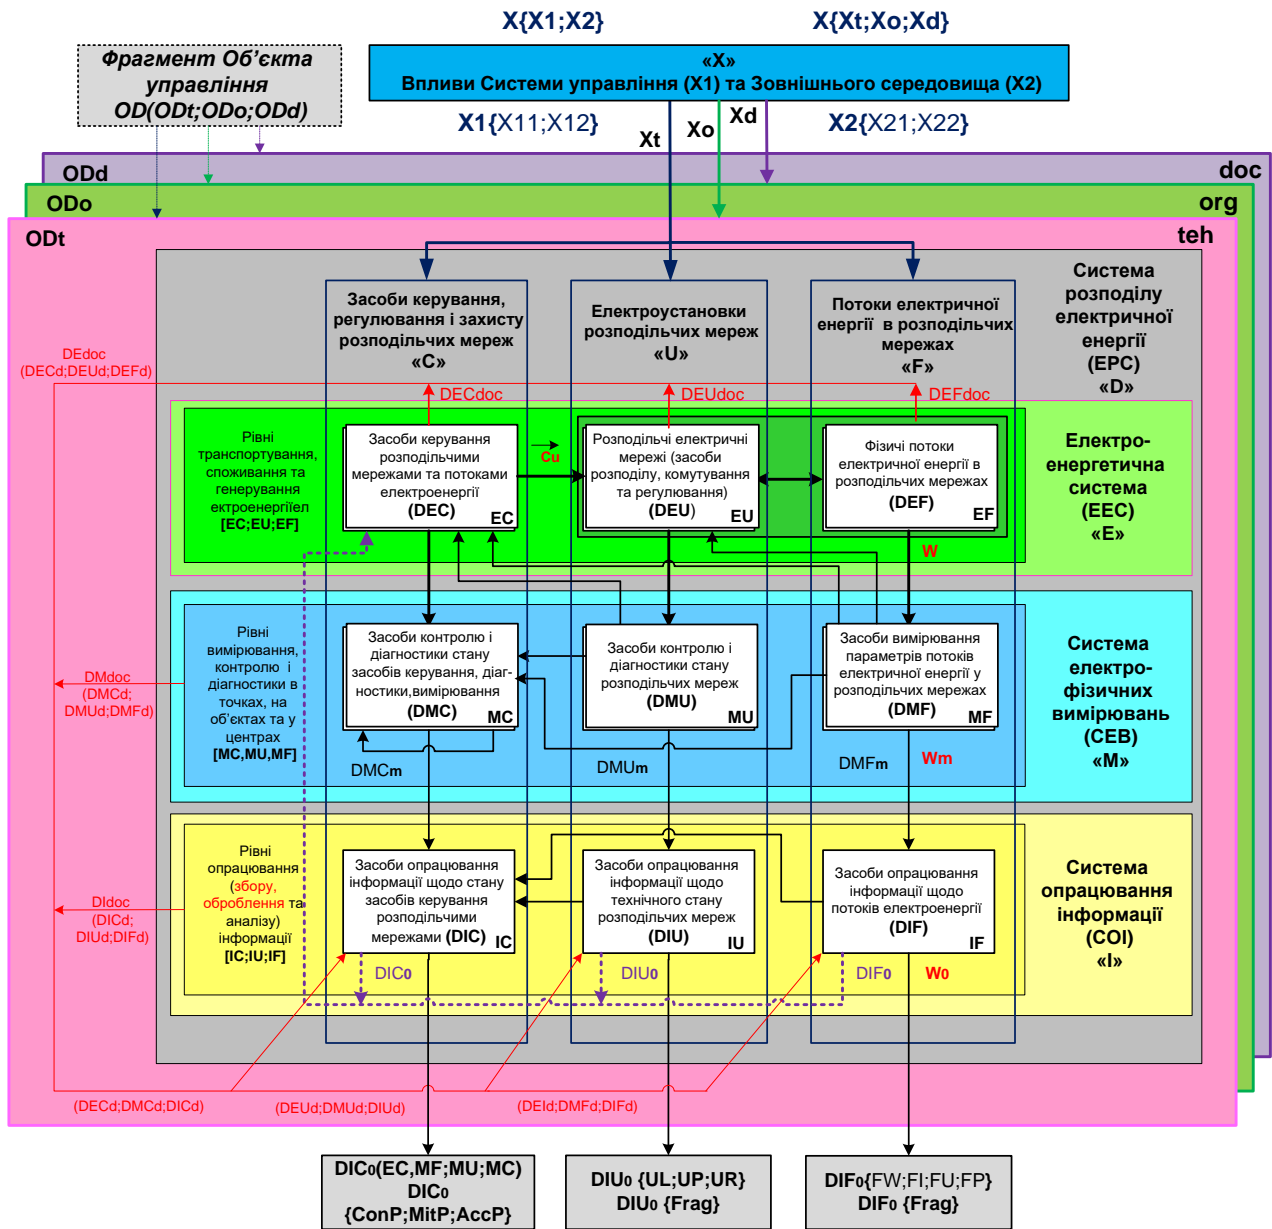 X{X1;X2}
X{Xt;Xo;Xd}
Фрагмент Об’єкта
управління
OD(ODt;ODo;ODd)
«X»
Впливи Системи управління (X1) та Зовнішнього середовища (X2)
X1{X11;X12}
Xt
Xo
Xd
X2{X21;X22}
ODd
doc
ODo
org
ODt
teh
Засоби керування,
регулювання і захисту
розподільчих мереж
«C»
Електроустановки
розподільчих мереж
«U»
Потоки електричної
енергії в розподільчих
мережах
«F»
Система
розподілу
електричної
енергії
(ЕРС)
«D»
DEdoc
(DECd;DEUd;DEFd)
DECdoc
DEUdoc
DEFdoc
Рівні
транспортування,
споживання та
генерування
ектроенергіїел
[EC;EU;EF]
Засоби керування
розподільчими
мережами та потоками
електроенергії
(DEC)
EC
Cu
Розподільчі електричні
мережі (засоби
розподілу, комутування
та регулювання)
(DEU)
EU
Фізичі потоки
електричної енергії в
розподільчих мережах
(DEF)
EF
W
Електро-
енергетична
система
(ЕЕС)
«E»
DMdoc
(DMCd;
DMUd;DMFd)
Рівні
вимірювання,
контролю і
діагностики в
точках, на
об’єктах та у
центрах
[MC,MU,MF]
Засоби контролю і
діагностики стану
засобів керування, діаг-
ностики,вимірювання
(DMC)
MC
Засоби контролю і
діагностики стану
розподільчих мереж
(DMU)
MU
Засоби вимірювання
параметрів потоків
електричної енергії у
розподільчих мережах
(DMF)
MF
DMCm
DMUm
DMFm
Wm
Система
електро-
фізичних
вимірювань
(СЕВ)
«M»
DIdoc
(DICd;
DIUd;DIFd)
Рівні
опрацювання
(збору,
оброблення та
аналізу)
інформації
[IC;IU;IF]
Засоби опрацювання
інформації щодо стану
засобів керування
розподільчими
мережами (DIC)
IC
Засоби опрацювання
інформації щодо
технічного стану
розподільчих мереж
(DIU)
IU
Засоби опрацювання
інформації щодо
потоків електроенергії
(DIF)
IF
DIC0
DIU0
DIF0
W0
Система
опрацювання
інформації
(СОІ)
«I»
(DECd;DMCd;DICd)
(DEUd;DMUd;DIUd)
(DEId;DMFd;DIFd)
DIC0(EC,MF;MU;MC)
DIC0
{ConP;MitP;AccP}
DIU0 {UL;UP;UR}
DIU0 {Frag}
DIF0{FW;FI;FU;FP}
DIF0 {Frag}